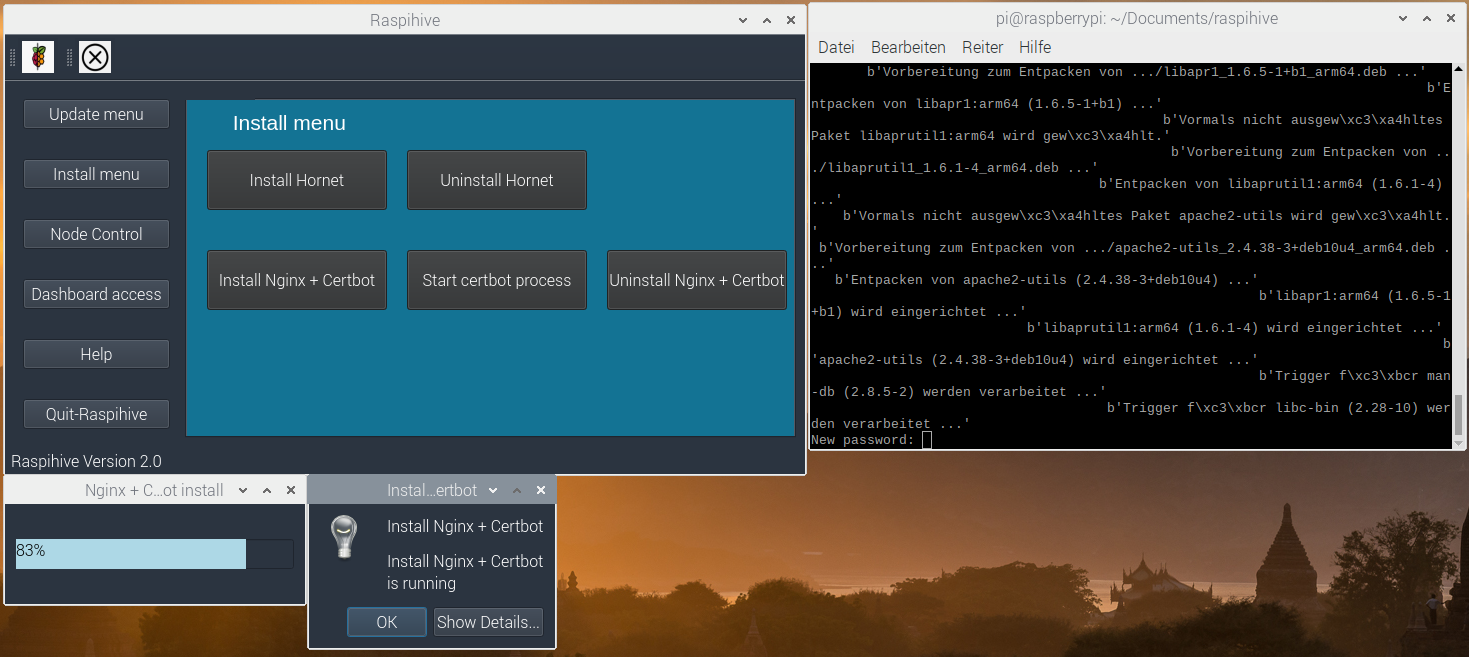 Raspihive
Update menu
Install menu
Node Control
Dashboard access
Help
Quit-Raspihive
Install menu
Install Hornet
Uninstall Hornet
Install Nginx + Certbot
Start certbot process
Uninstall Nginx + Certbot
Raspihive Version 2.0
pi@raspberrypi: ~/Documents/raspihive
Datei Bearbeiten Reiter Hilfe
b'Vorbereitung zum Entpacken von .../libapr1_1.6.5-1+b1_arm64.deb ...'
b'E
ntpacken von libapr1:arm64 (1.6.5-1+b1) ...'
b'Vormals nicht ausgew\xc3\xa4hltes
Paket libaprutil1:arm64 wird gew\xc3\xa4hlt.'
b'Vorbereitung zum Entpacken von ..
./libaprutil1_1.6.1-4_arm64.deb ...'
b'Entpacken von libaprutil1:arm64 (1.6.1-4)
...'
b'Vormals nicht ausgew\xc3\xa4hltes Paket apache2-utils wird gew\xc3\xa4hlt.
'
b'Vorbereitung zum Entpacken von .../apache2-utils_2.4.38-3+deb10u4_arm64.deb .
..'
b'Entpacken von apache2-utils (2.4.38-3+deb10u4) ...'
b'libapr1:arm64 (1.6.5-1
+b1) wird eingerichtet ...'
b'libaprutil1:arm64 (1.6.1-4) wird eingerichtet ...'
b
'apache2-utils (2.4.38-3+deb10u4) wird eingerichtet ...'
b'Trigger f\xc3\xbcr man
-db (2.8.5-2) werden verarbeitet ...'
b'Trigger f\xc3\xbcr libc-bin (2.28-10) wer
den verarbeitet ...'
New password:
Nginx + C...ot install
83%
Instal...ertbot
Install Nginx + Certbot
Install Nginx + Certbot
is running
OK
Show Details...